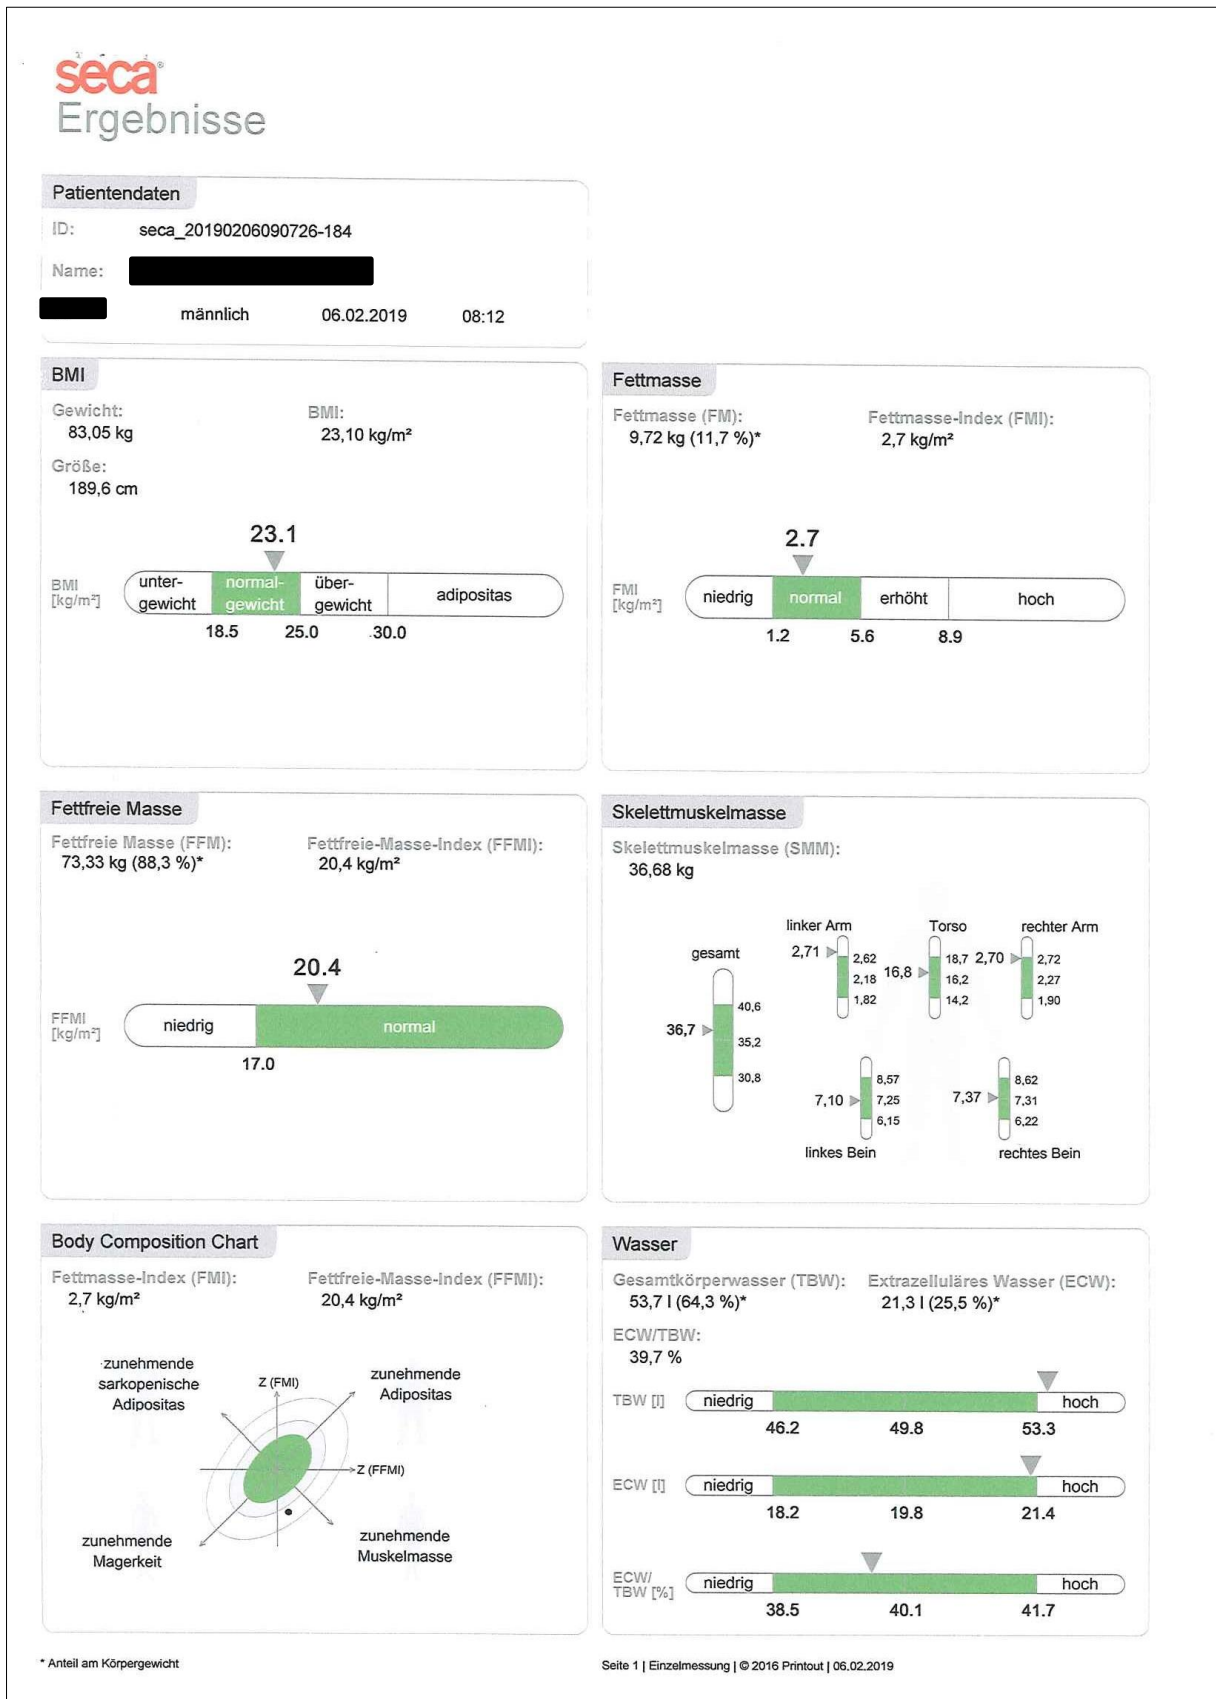 seca®
Ergebnisse
Patientendaten
ID: seca_20190206090726-184
Name:
männlich 06.02.2019 08:12
BMI
Gewicht: BMI:
83,05 kg 23,10 kg/m²
Größe:
189,6 cm
23.1
BMI [kg/m²]
unter-gewicht normal-gewicht über-gewicht adipositas
18.5 25.0 30.0
Fettmasse
Fettmasse (FM): Fettmasse-Index (FMI):
9,72 kg (11,7 %)* 2,7 kg/m²
2.7
FMI [kg/m²]
niedrig normal erhöht hoch
1.2 5.6 8.9
Fettfreie Masse
Fettfreie Masse (FFM): Fettfreie-Masse-Index (FFMI):
73,33 kg (88,3 %)* 20,4 kg/m²
20.4
FFMI [kg/m²]
niedrig normal
17.0
Skelettmuskelmasse
Skelettmuskelmasse (SMM):
36,68 kg
gesamt
36,7
40,6
35,2
30,8
linker Arm
2,71
2,62
2,18
1,82
Torso
16,8
18,7
16,2
14,2
rechter Arm
2,70
2,72
2,27
1,90
7,10
8,57
7,25
6,15
linkes Bein
7,37
8,62
7,31
6,22
rechtes Bein
Body Composition Chart
Fettmasse-Index (FMI): Fettfreie-Masse-Index (FFMI):
2,7 kg/m² 20,4 kg/m²
zunehmende
sarkopenische
Adipositas
Z (FMI)
zunehmende
Adipositas
Z (FFMI)
zunehmende
Magerkeit
zunehmende
Muskelmasse
Wasser
Gesamtkörperwasser (TBW): Extrazelluläres Wasser (ECW):
53,7 l (64,3 %)* 21,3 l (25,5 %)*
ECW/TBW:
39,7 %
TBW [l] niedrig hoch
46.2 49.8 53.3
ECW [l] niedrig hoch
18.2 19.8 21.4
ECW/
TBW [%] niedrig hoch
38.5 40.1 41.7
* Anteil am Körpergewicht
Seite 1 | Einzelmessung | © 2016 Printout | 06.02.2019